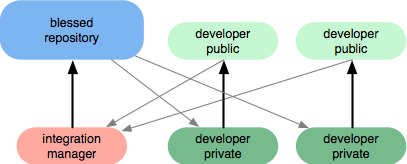 blessed
repository
developer
public
developer
public
integration
manager
developer
private
developer
private